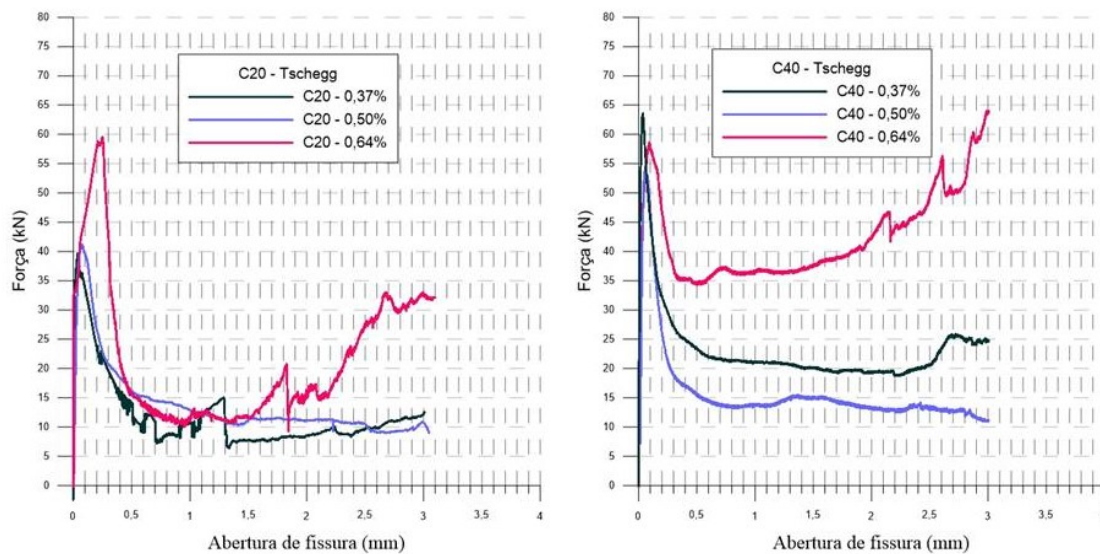 80
75
70
65
60
55
50
45
40
35
30
25
20
15
10
5
0
Força (kN)
C20 - Tschegg
C20 - 0,37%
C20 - 0,50%
C20 - 0,64%
0 0,5 1 1,5 2 2,5 3 3,5 4
Abertura de fissura (mm)
80
75
70
65
60
55
50
45
40
35
30
25
20
15
10
5
0
Força (kN)
C40 - Tschegg
C40 - 0,37%
C40 - 0,50%
C40 - 0,64%
0 0,5 1 1,5 2 2,5 3 3,5
Abertura de fissura (mm)